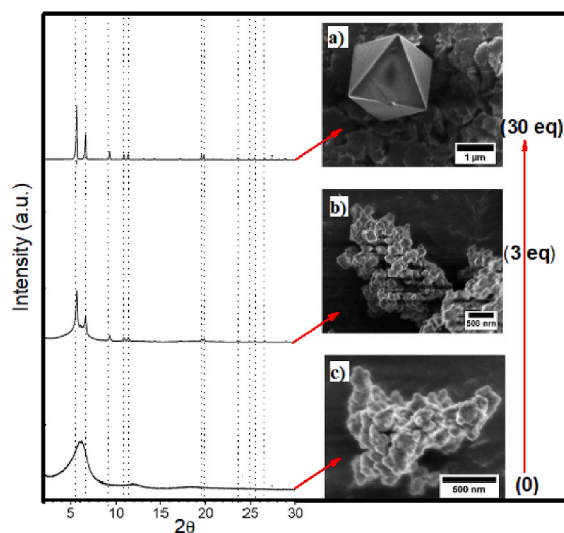 a)
(30 eq)
1 µm
b)
(3 eq)
500 nm
c)
500 nm
(0)
Intensity (a.u.)
5 10 15 20 25 30
2θ